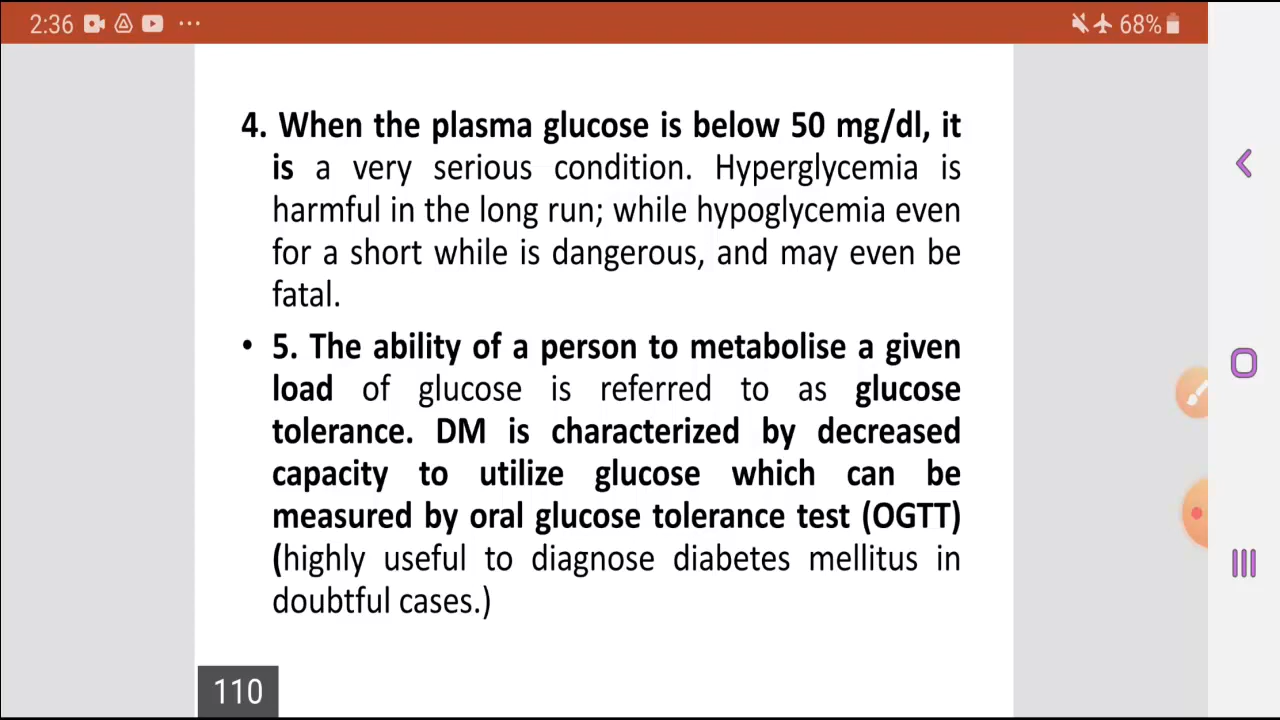 2:36
68%
4. When the plasma glucose is below 50 mg/dl, it
is a very serious condition. Hyperglycemia is
harmful in the long run; while hypoglycemia even
for a short while is dangerous, and may even be
fatal.
• 5. The ability of a person to metabolise a given
load of glucose is referred to as glucose
tolerance. DM is characterized by decreased
capacity to utilize glucose which can be
measured by oral glucose tolerance test (OGTT)
(highly useful to diagnose diabetes mellitus in
doubtful cases.)
110